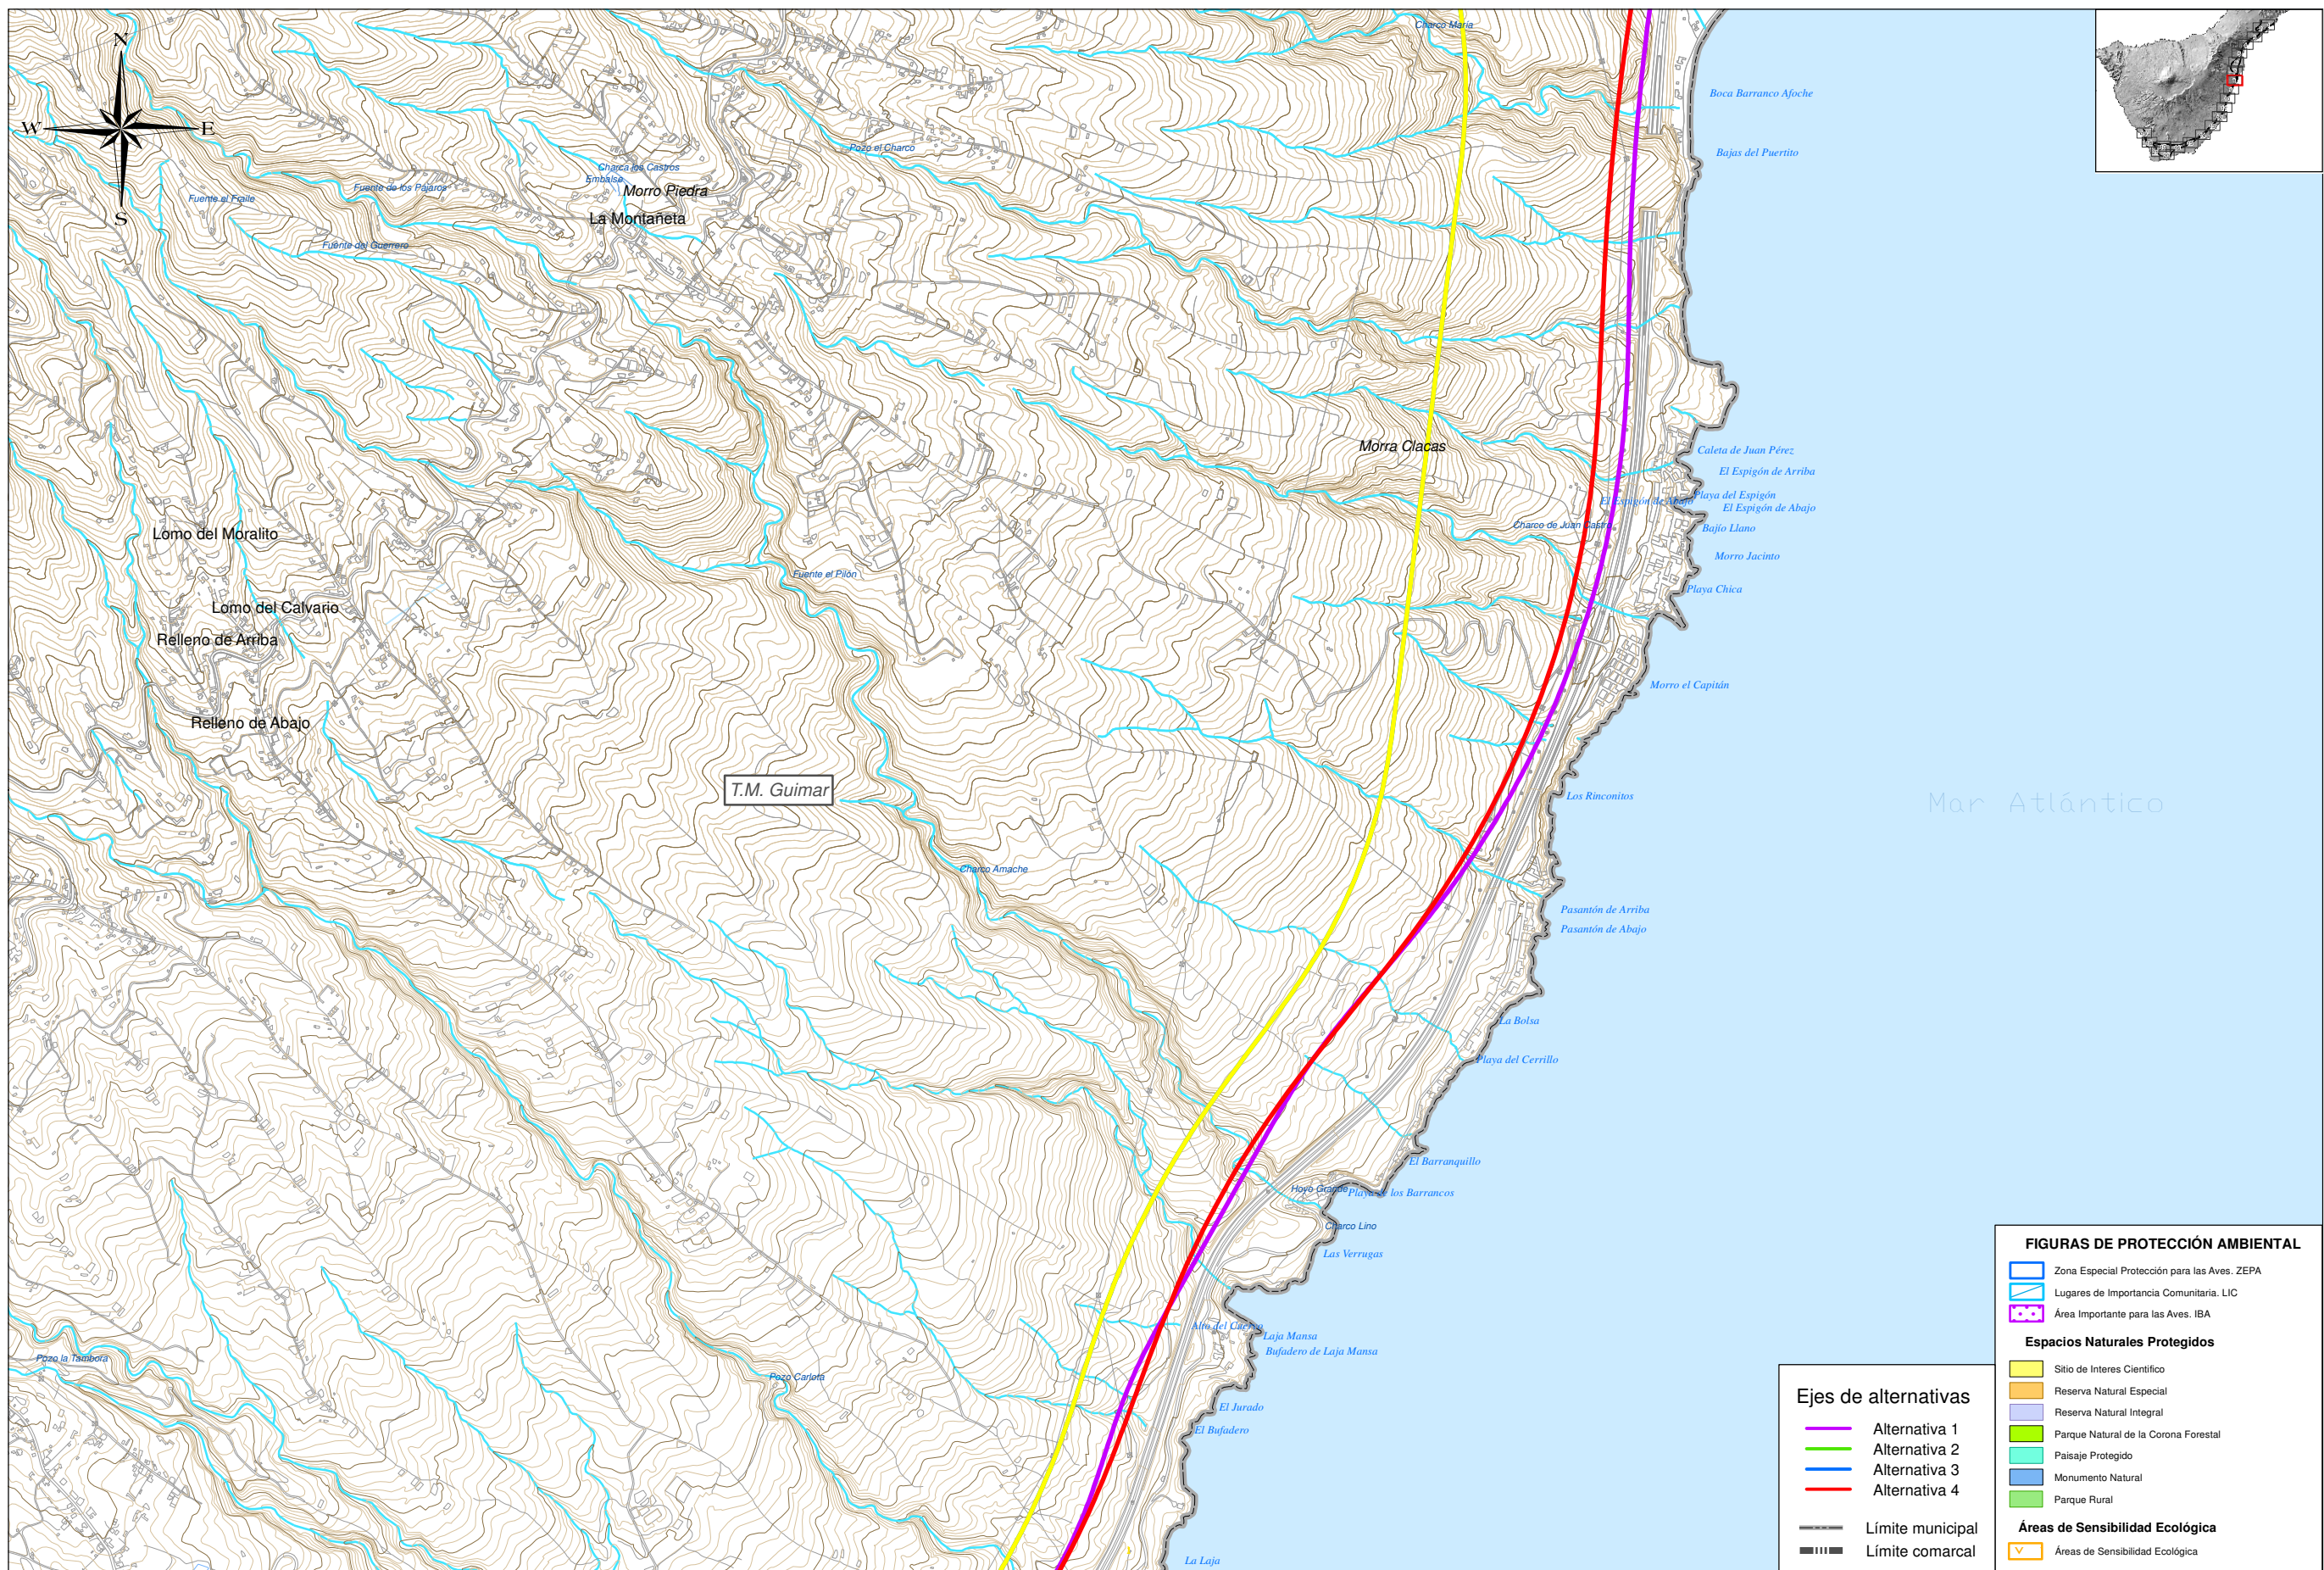 Charco María
N
W
E
S
Boca Barranco Afoche
Bajas del Puertito
Pozo el Charco
Charca los Castros
Embalse
Morro Piedra
La Montañeta
Fuente de los Pájaros
Fuente el Fraile
Fuente del Guerrero
Morra Clacas
Caleta de Juan Pérez
El Espigón de Arriba
Playa del Espigón
El Espigón de Abajo
El Espigón de Abajo
Charco de Juan Castro
Bajío Llano
Morro Jacinto
Playa Chica
Lomo del Moralito
Fuente el Pilón
Lomo del Calvario
Relleno de Arriba
Morro el Capitán
Relleno de Abajo
T.M. Guimar
Los Rinconitos
Mar Atlántico
Charco Amache
Pasantón de Arriba
Pasantón de Abajo
La Bolsa
Playa del Cerrillo
El Barranquillo
Hoyo Grande
Playa de los Barrancos
Charco Lino
Las Verrugas
Alto del Cuervo
Laja Mansa
Bufadero de Laja Mansa
Pozo la Tambora
Pozo Carlota
El Jurado
El Bufadero
La Laja
Ejes de alternativas
Alternativa 1
Alternativa 2
Alternativa 3
Alternativa 4
Límite municipal
Límite comarcal
FIGURAS DE PROTECCIÓN AMBIENTAL
Zona Especial Protección para las Aves. ZEPA
Lugares de Importancia Comunitaria. LIC
Área Importante para las Aves. IBA
Espacios Naturales Protegidos
Sitio de Interes Cientifico
Reserva Natural Especial
Reserva Natural Integral
Parque Natural de la Corona Forestal
Paisaje Protegido
Monumento Natural
Parque Rural
Áreas de Sensibilidad Ecológica
Áreas de Sensibilidad Ecológica